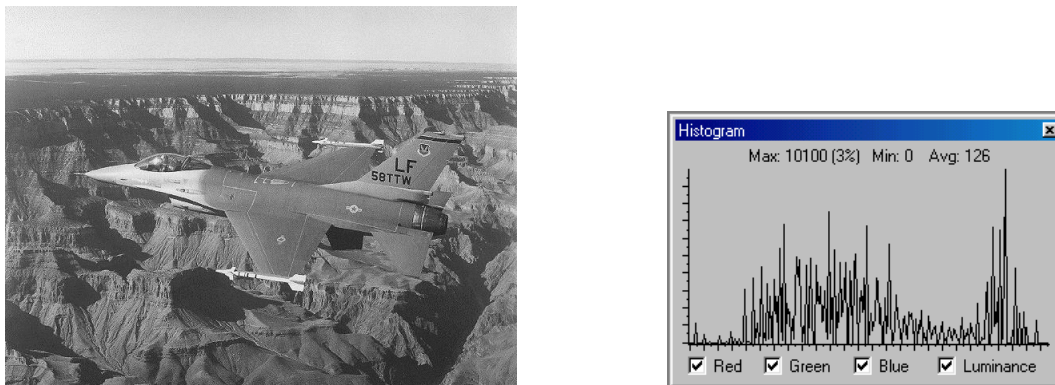 LF
58TTW
Histogram
Max: 10100 (3%) Min: 0 Avg: 126
Red Green Blue Luminance